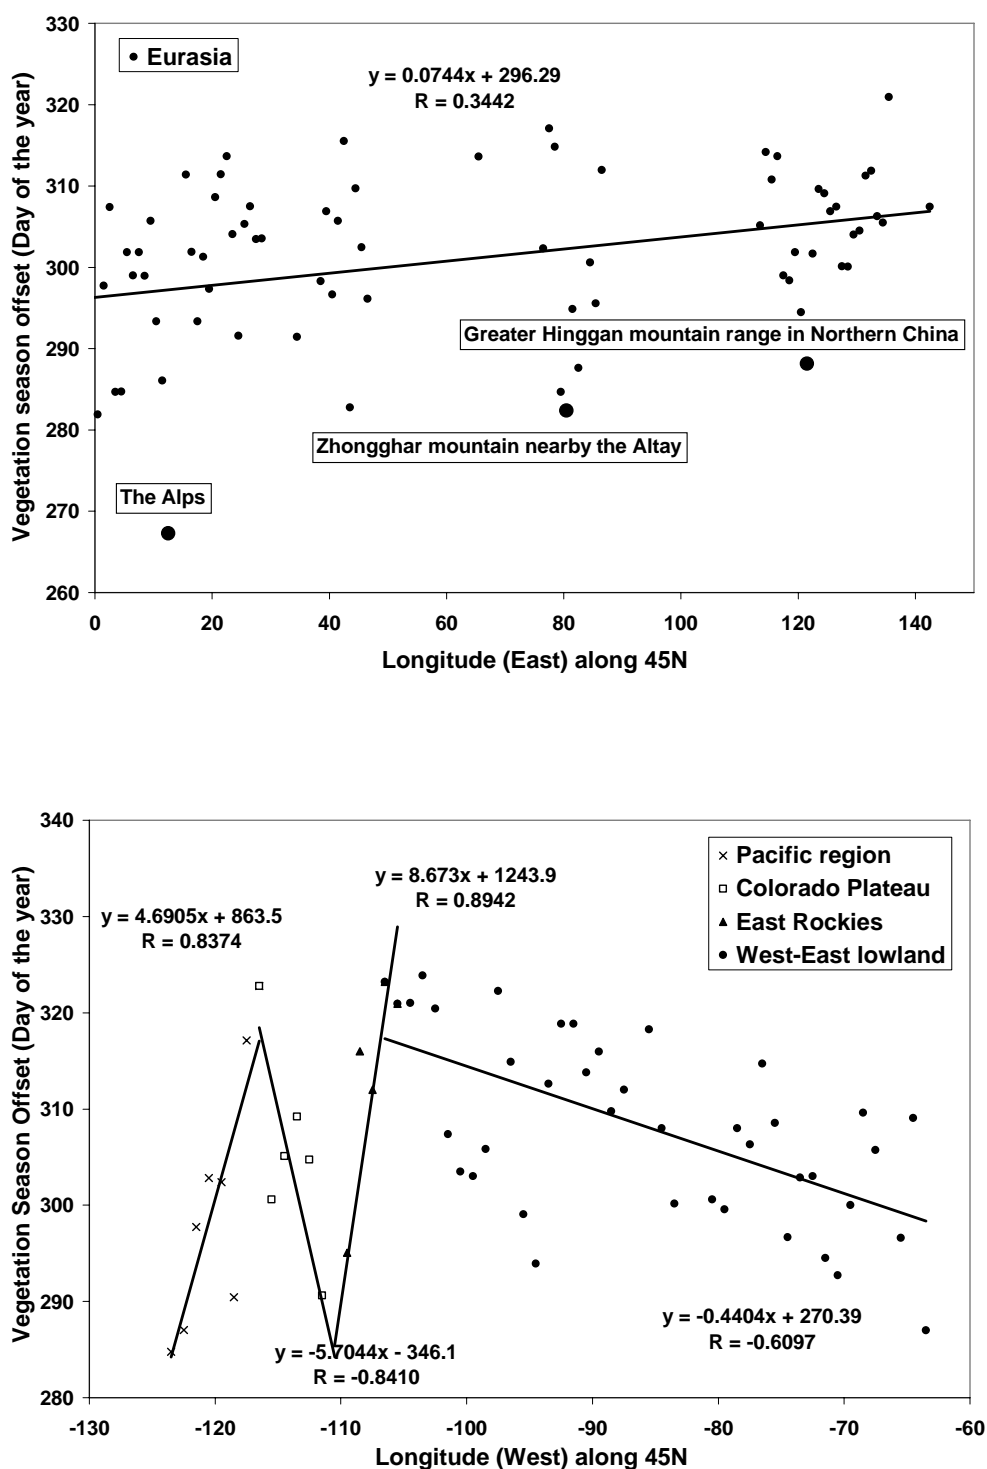 330
320
310
300
290
280
270
260
Vegetation season offset (Day of the year)
Eurasia
y = 0.0744x + 296.29
R = 0.3442
Greater Hinggan mountain range in Northern China
Zhongghar mountain nearby the Altay
The Alps
0 20 40 60 80 100 120 140
Longitude (East) along 45N
340
330
320
310
300
290
280
Vegetation Season Offset (Day of the year)
Pacific region
Colorado Plateau
East Rockies
West-East lowland
y = 8.673x + 1243.9
R = 0.8942
y = 4.6905x + 863.5
R = 0.8374
y = -0.4404x + 270.39
R = -0.6097
y = -5.7044x - 346.1
R = -0.8410
-130 -120 -110 -100 -90 -80 -70 -60
Longitude (West) along 45N